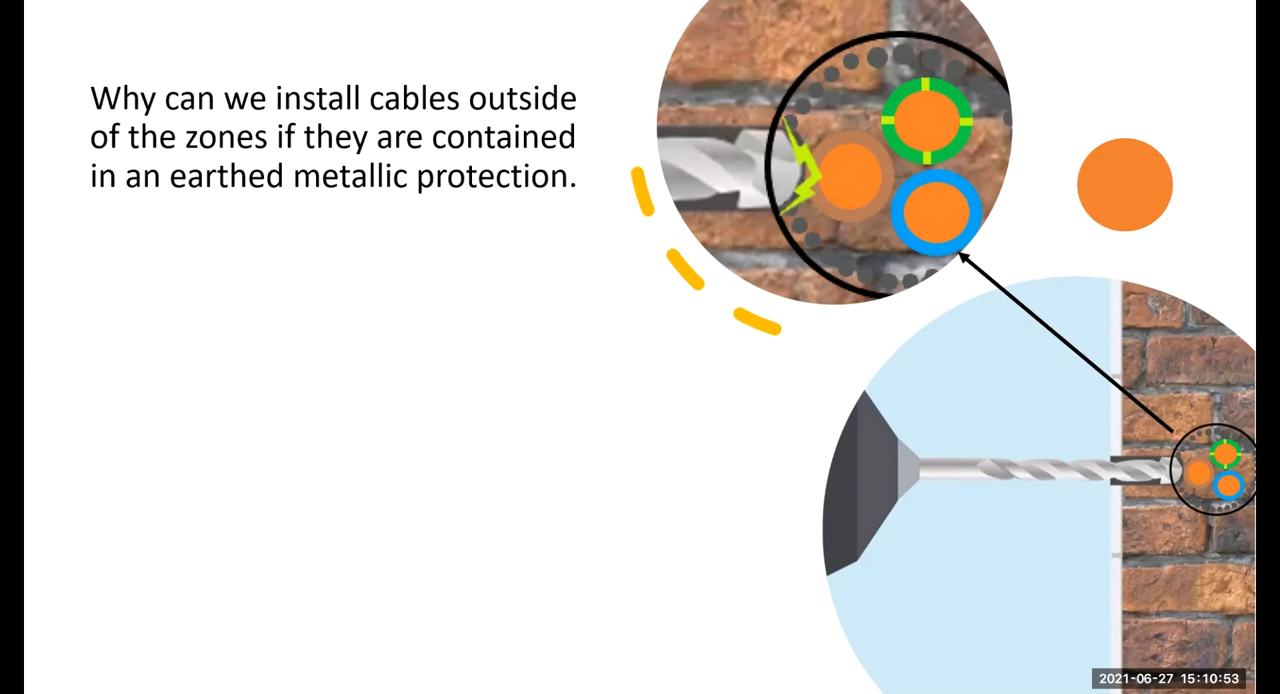 Why can we install cables outside
of the zones if they are contained
in an earthed metallic protection.
2021-06-27 15:10:53